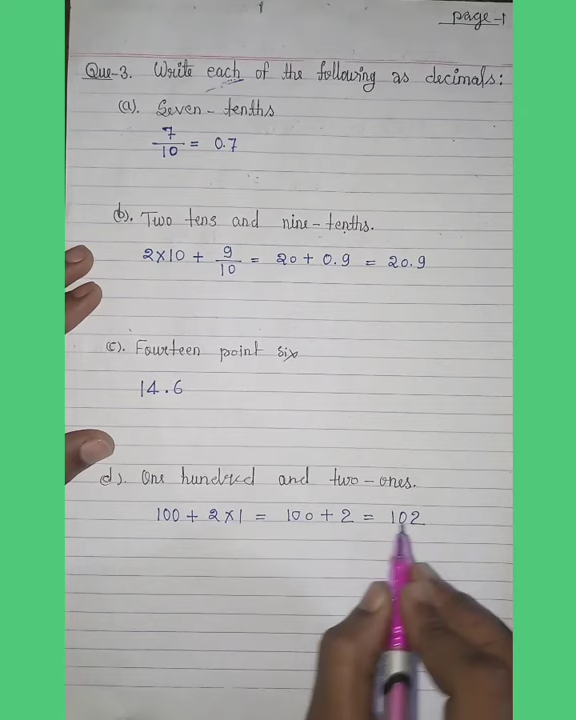 page-1
Que-3. Write each of the following as decimals:
(a). Seven-tenths
7/10 = 0.7
(b). Two tens and nine-tenths.
2×10 + 9/10 = 20 + 0.9 = 20.9
(c). Fourteen point six
14.6
(d). One hundred and two-ones.
100 + 2×1 = 100 + 2 = 102